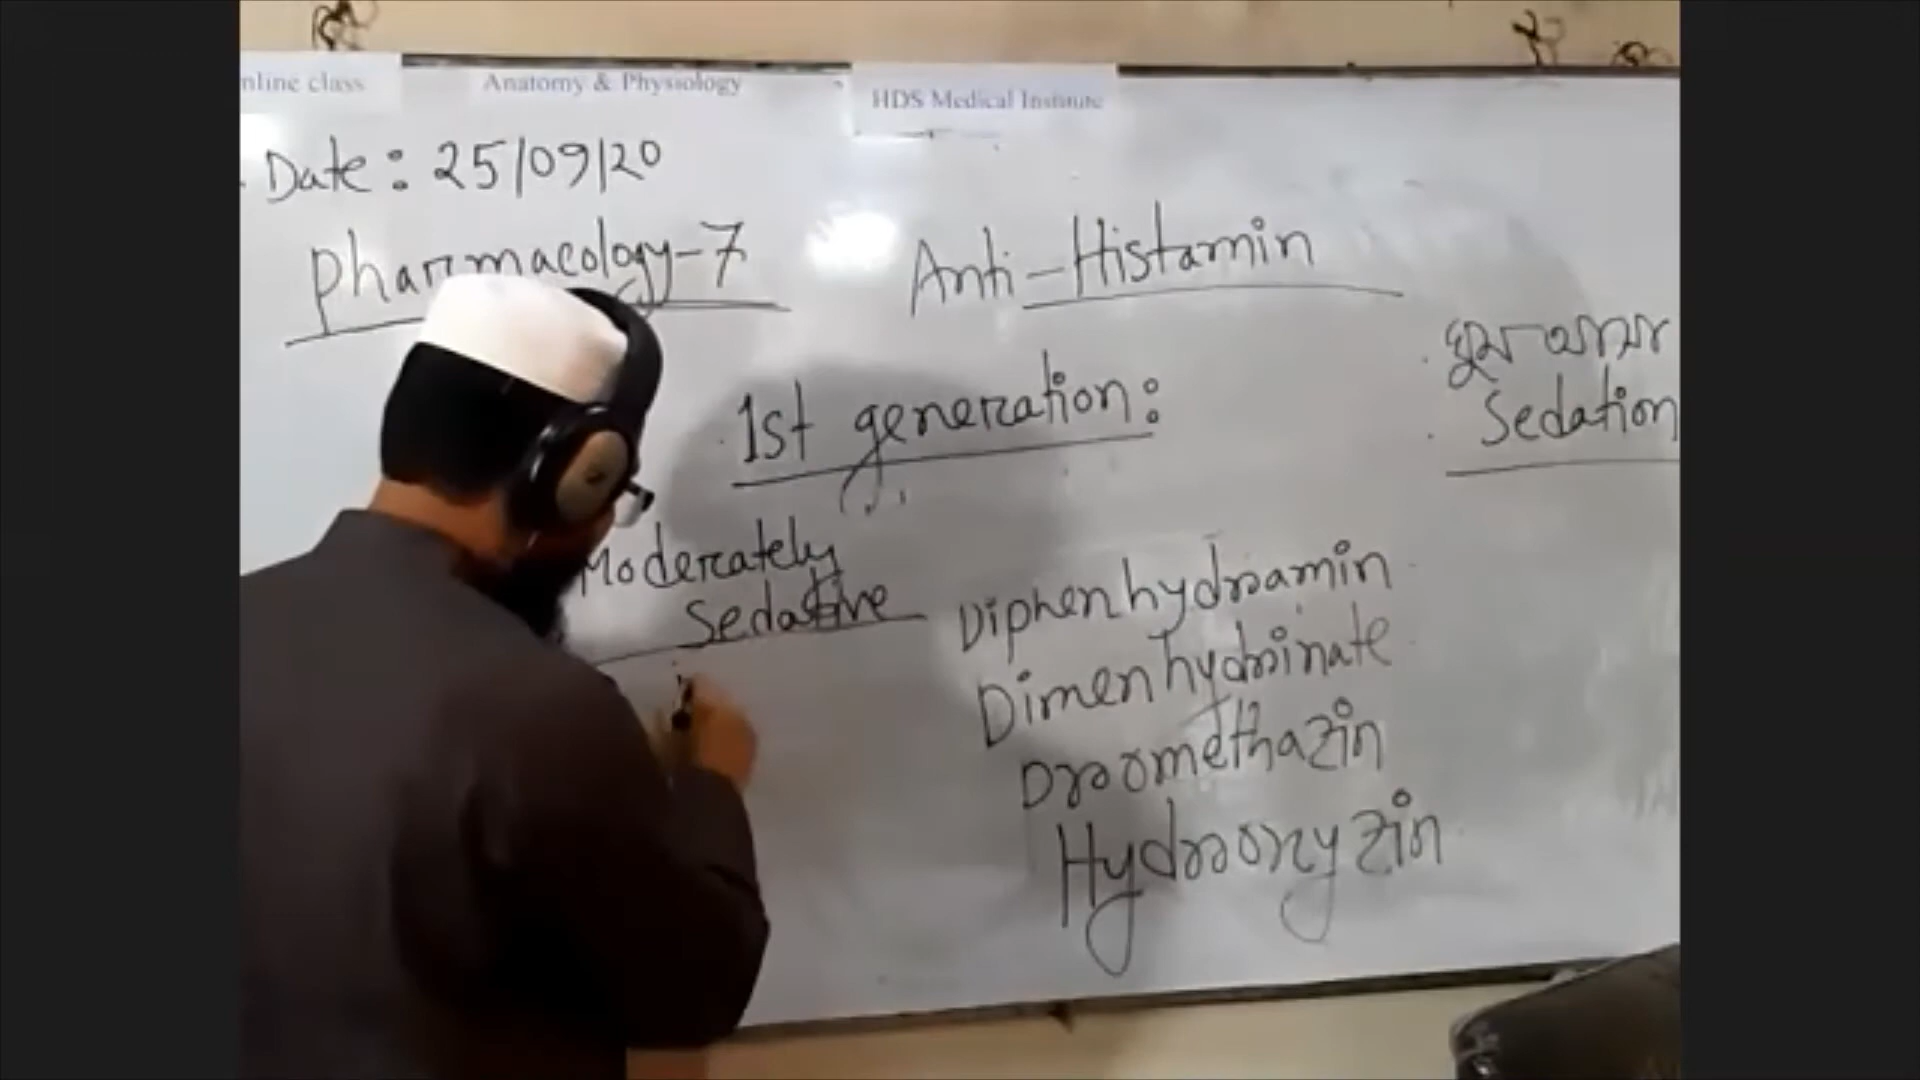 nline class
Anatomy & Physiology
HDS Medical Institute
Date: 25/09/20
Pharmacology-7
Anti-Histamin
1st generation:
Sedation
Moderately
Sedative
Diphenhydramin
Dimenhydrinate
Promethazin
Hydroxyzin